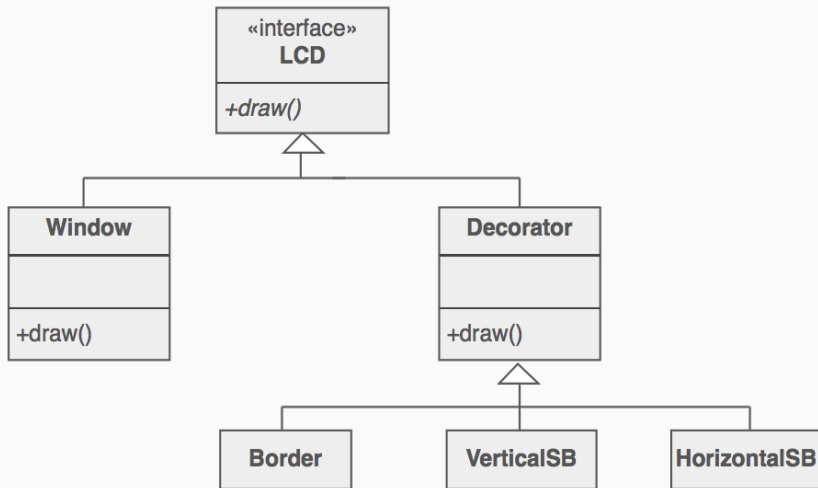 «interface»
LCD
+draw()
Window
Decorator
+draw()
+draw()
Border
VerticalSB
HorizontalSB